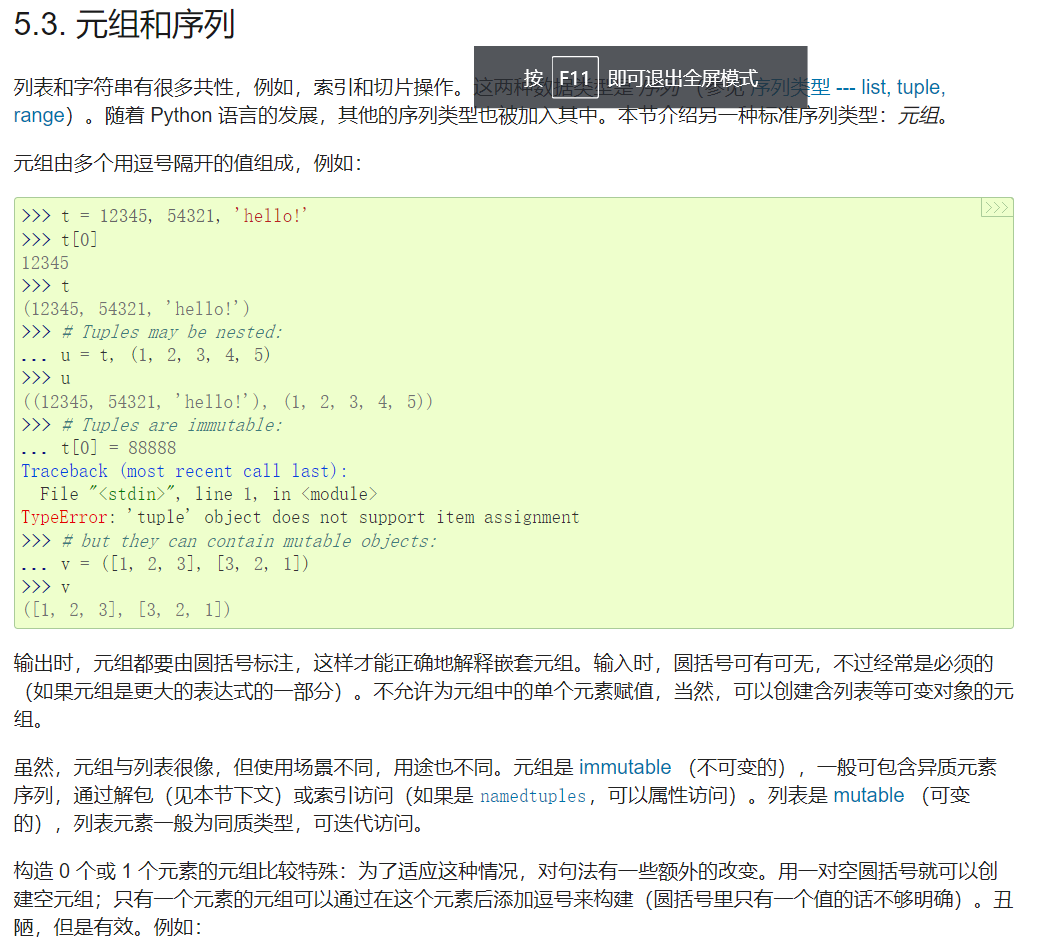 5.3. 元组和序列
列表和字符串有很多共性，例如，索引和切片操作。这两种数据类型是 序列 （参见 序列类型 --- list, tuple,
按 F11 即可退出全屏模式
range）。随着 Python 语言的发展，其他的序列类型也被加入其中。本节介绍另一种标准序列类型：元组。
元组由多个用逗号隔开的值组成，例如：
>>>
>>> t = 12345, 54321, 'hello!'
>>> t[0]
12345
>>> t
(12345, 54321, 'hello!')
>>> # Tuples may be nested:
... u = t, (1, 2, 3, 4, 5)
>>> u
((12345, 54321, 'hello!'), (1, 2, 3, 4, 5))
>>> # Tuples are immutable:
... t[0] = 88888
Traceback (most recent call last):
  File "<stdin>", line 1, in <module>
TypeError: 'tuple' object does not support item assignment
>>> # but they can contain mutable objects:
... v = ([1, 2, 3], [3, 2, 1])
>>> v
([1, 2, 3], [3, 2, 1])
输出时，元组都要由圆括号标注，这样才能正确地解释嵌套元组。输入时，圆括号可有可无，不过经常是必须的
（如果元组是更大的表达式的一部分）。不允许为元组中的单个元素赋值，当然，可以创建含列表等可变对象的元
组。
虽然，元组与列表很像，但使用场景不同，用途也不同。元组是 immutable （不可变的），一般可包含异质元素
序列，通过解包（见本节下文）或索引访问（如果是 namedtuples，可以属性访问）。列表是 mutable （可变
的），列表元素一般为同质类型，可迭代访问。
构造 0 个或 1 个元素的元组比较特殊：为了适应这种情况，对句法有一些额外的改变。用一对空圆括号就可以创
建空元组；只有一个元素的元组可以通过在这个元素后添加逗号来构建（圆括号里只有一个值的话不够明确）。丑
陋，但是有效。例如：